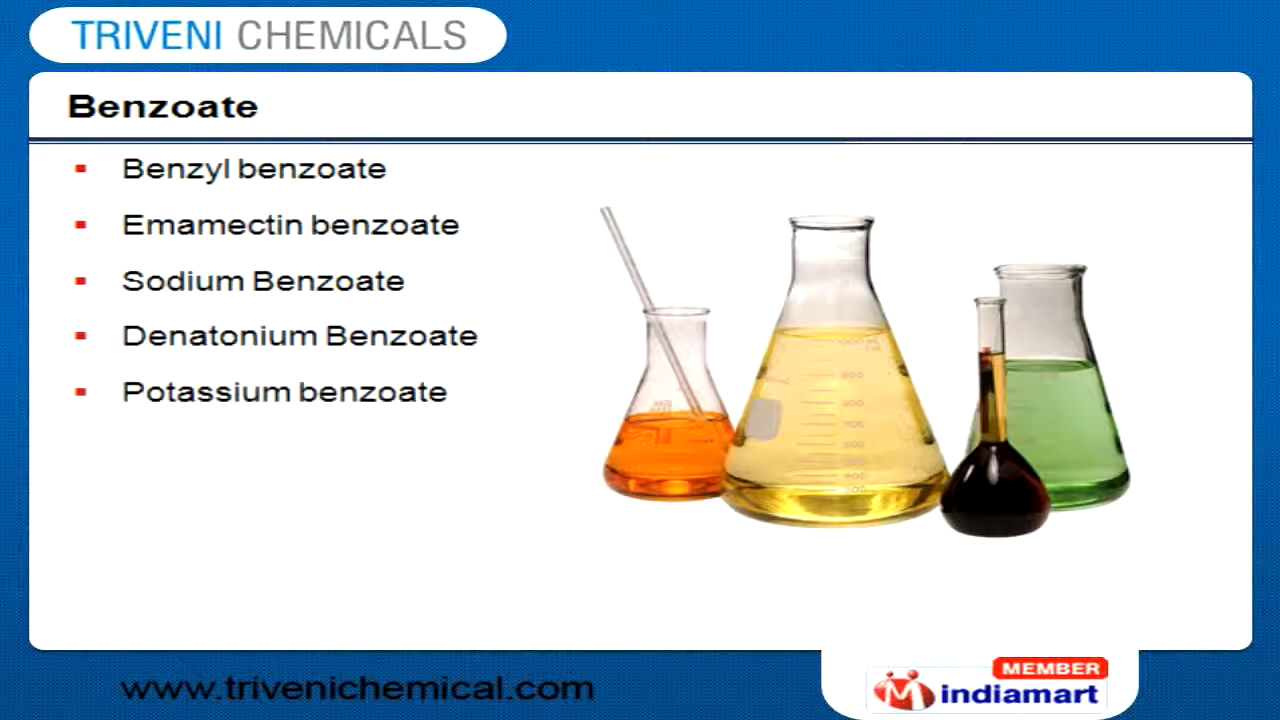 TRIVENI CHEMICALS
Benzoate
Benzyl benzoate
Emamectin benzoate
Sodium Benzoate
Denatonium Benzoate
Potassium benzoate
www.trivenichemical.com
MEMBER
indiamart